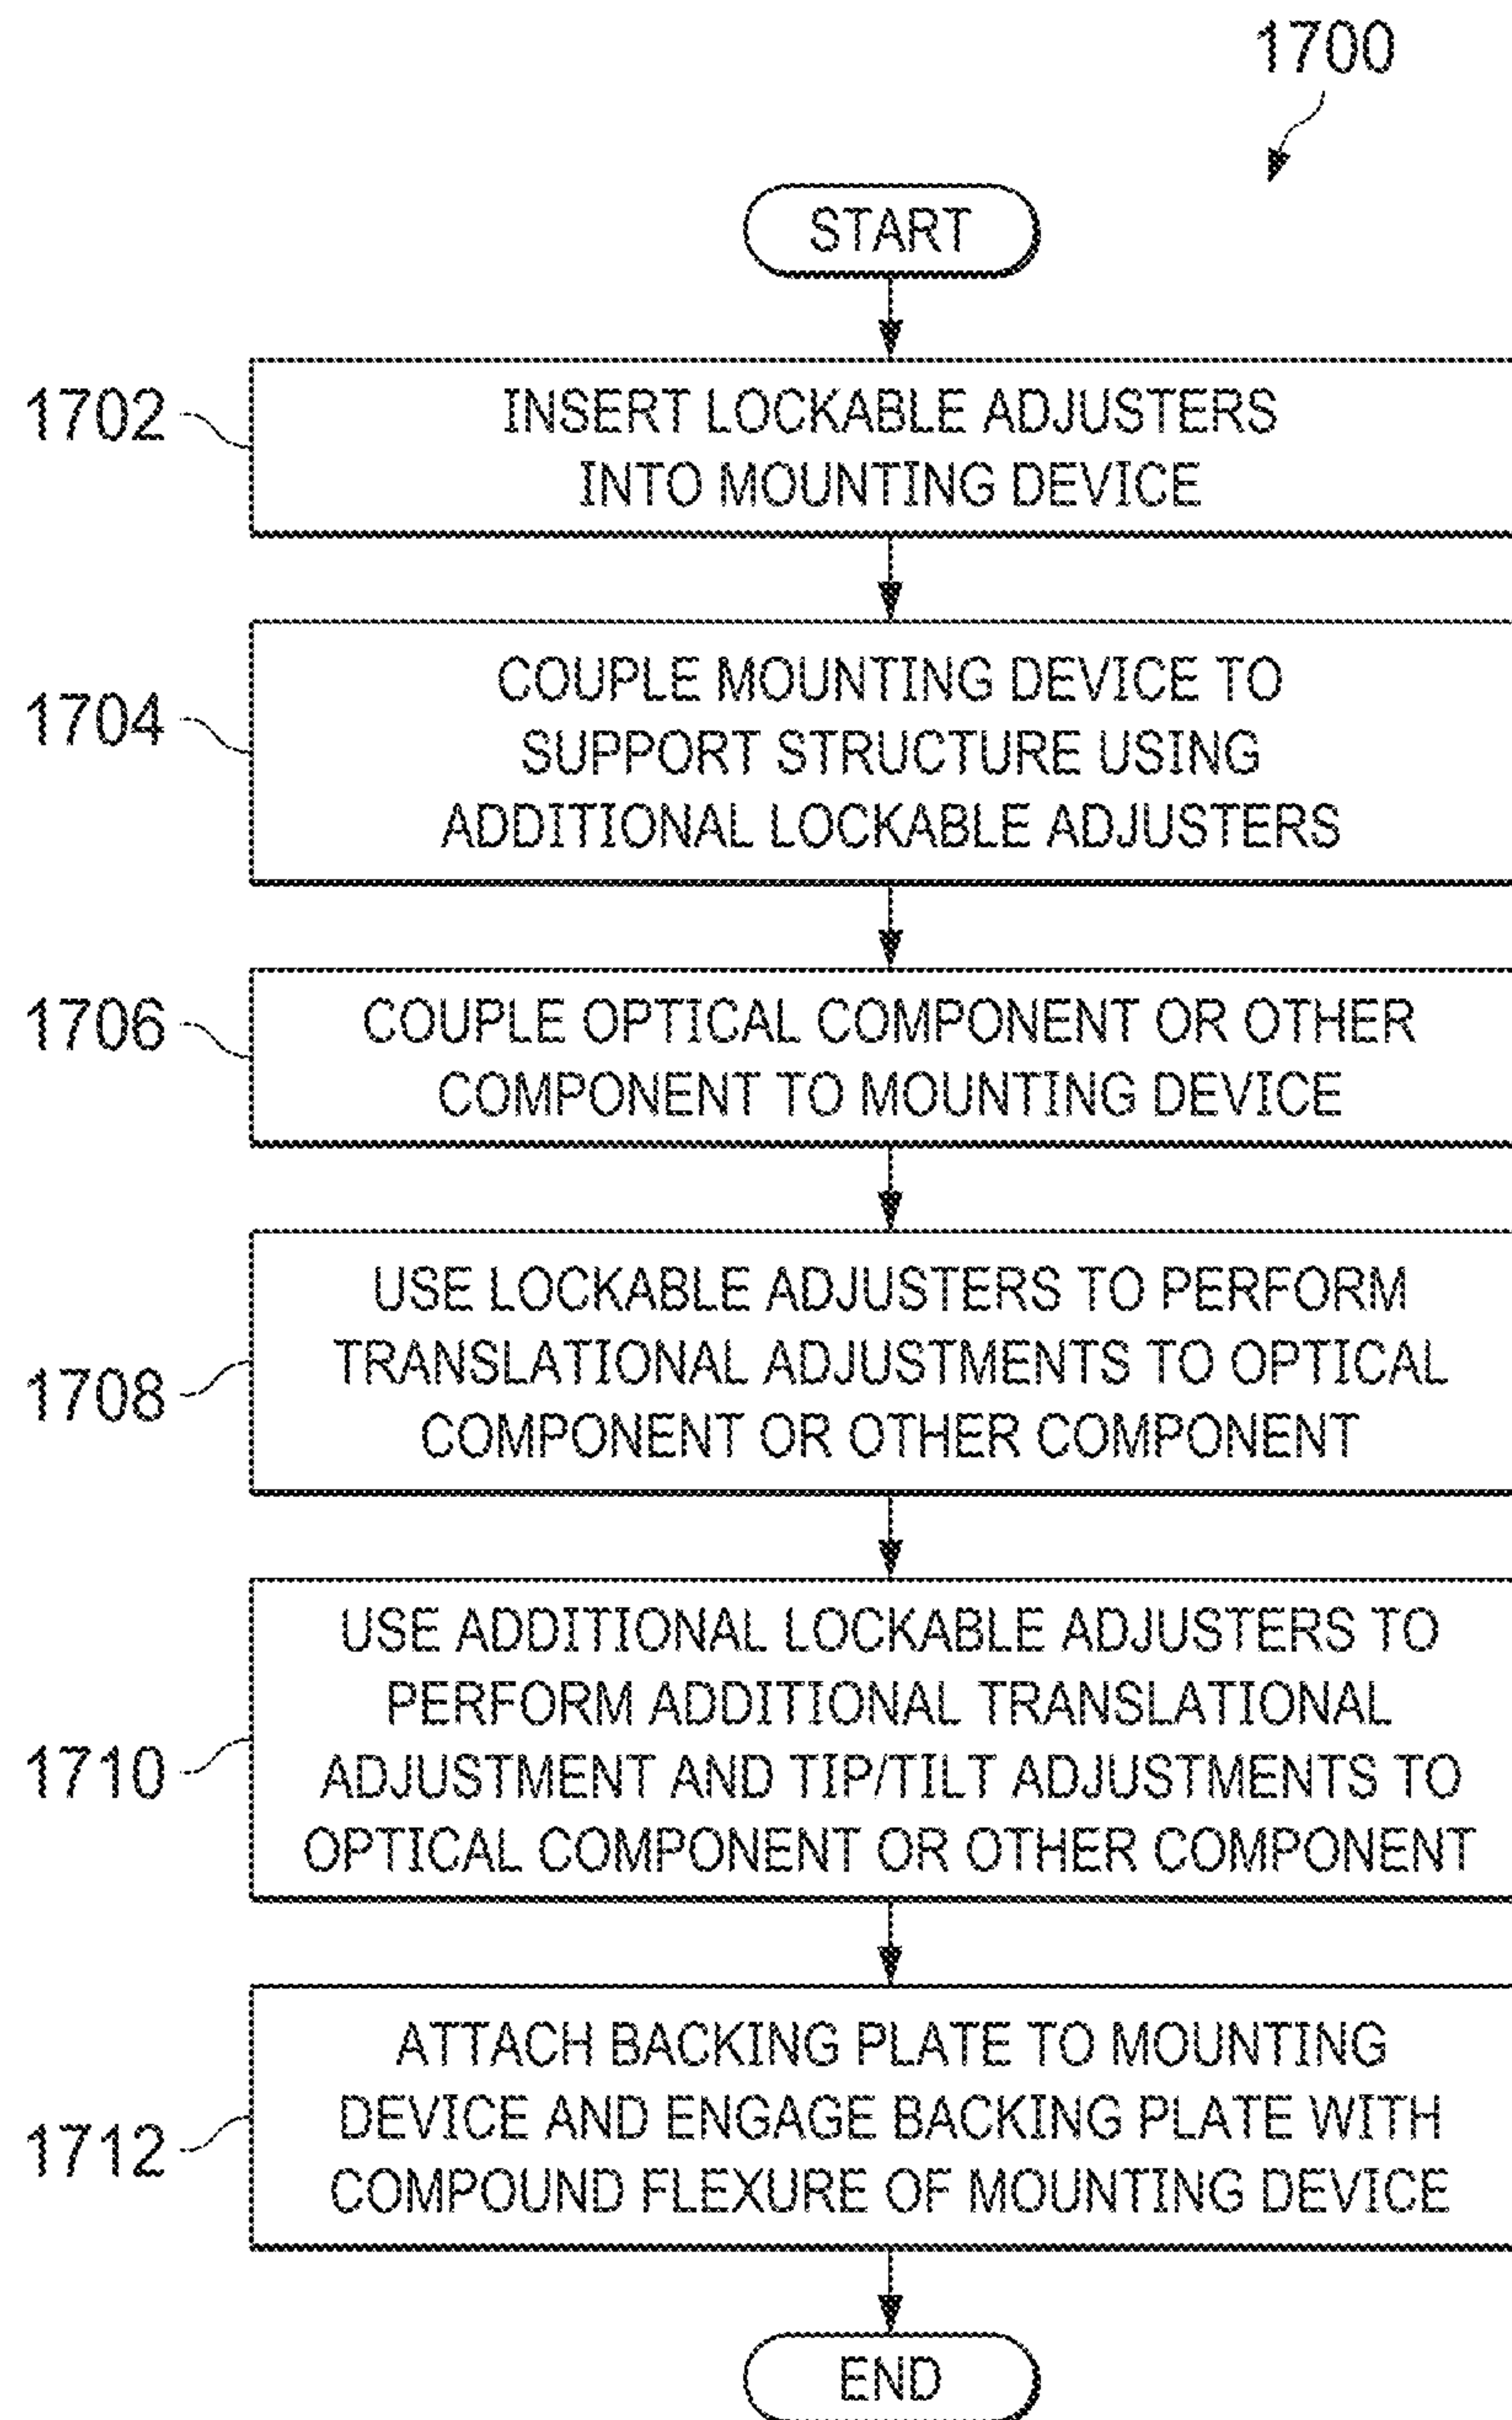 1700
START
1702
INSERT LOCKABLE ADJUSTERS
INTO MOUNTING DEVICE
1704
COUPLE MOUNTING DEVICE TO
SUPPORT STRUCTURE USING
ADDITIONAL LOCKABLE ADJUSTERS
1706
COUPLE OPTICAL COMPONENT OR OTHER
COMPONENT TO MOUNTING DEVICE
1708
USE LOCKABLE ADJUSTERS TO PERFORM
TRANSLATIONAL ADJUSTMENTS TO OPTICAL
COMPONENT OR OTHER COMPONENT
1710
USE ADDITIONAL LOCKABLE ADJUSTERS TO
PERFORM ADDITIONAL TRANSLATIONAL
ADJUSTMENT AND TIP/TILT ADJUSTMENTS TO
OPTICAL COMPONENT OR OTHER COMPONENT
1712
ATTACH BACKING PLATE TO MOUNTING
DEVICE AND ENGAGE BACKING PLATE WITH
COMPOUND FLEXURE OF MOUNTING DEVICE
END